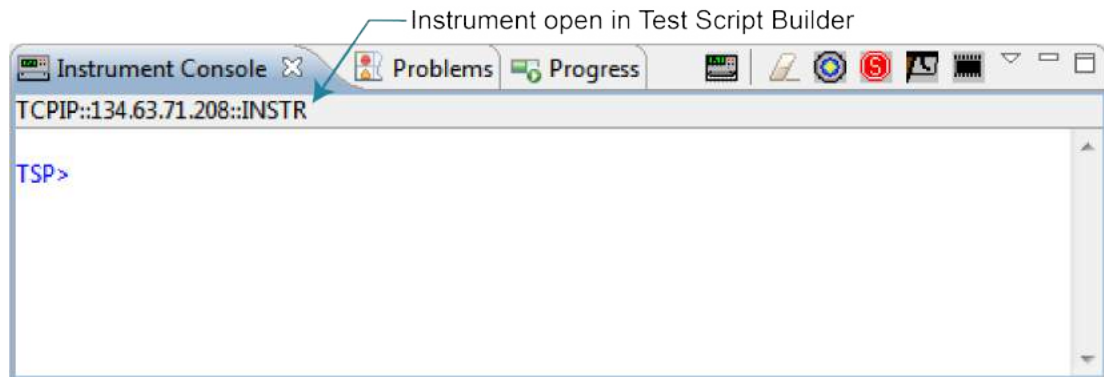 Instrument open in Test Script Builder
Instrument Console Problems Progress
TCPIP::134.63.71.208::INSTR
TSP>